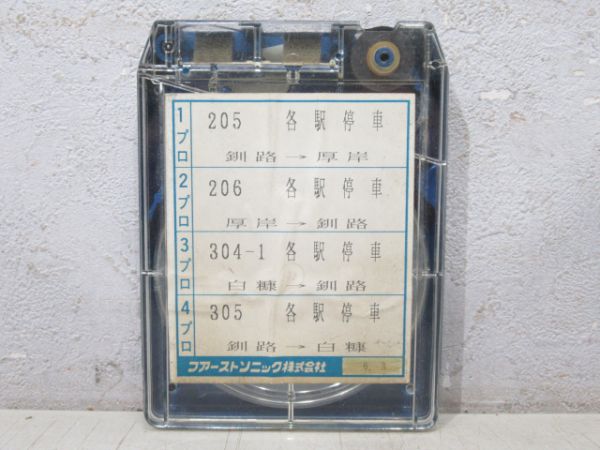 1プロ
205 各駅停車
釧路→厚岸
2プロ
206 各駅停車
厚岸→釧路
3プロ
304-1 各駅停車
白糠→釧路
4プロ
305 各駅停車
釧路→白糠
ファーストソニック株式会社